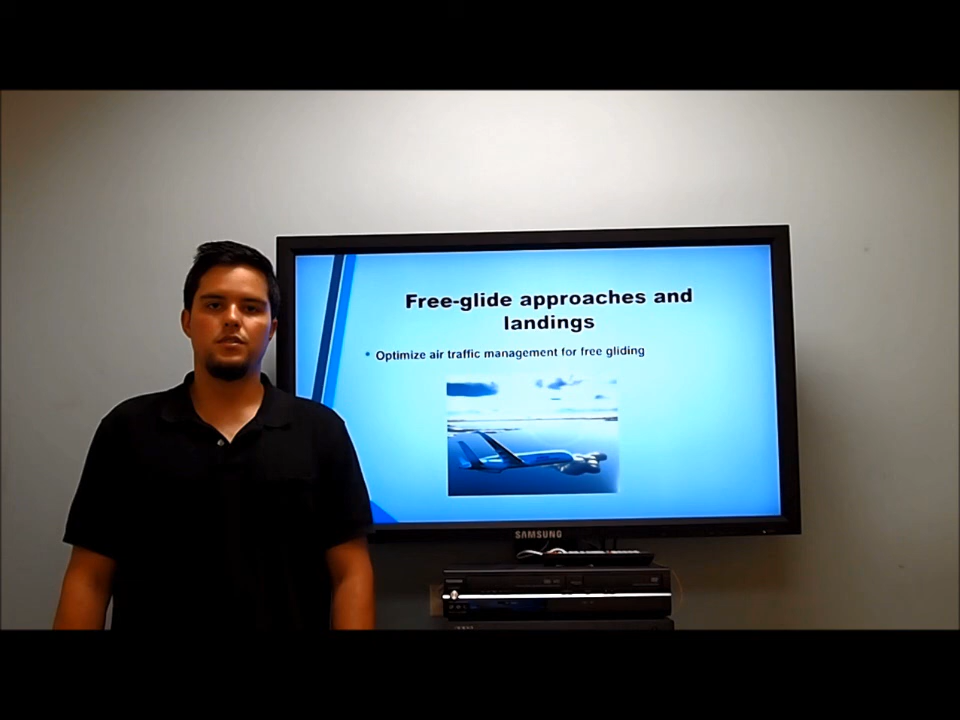 Free-glide approaches and
landings
• Optimize air traffic management for free gliding
SAMSUNG